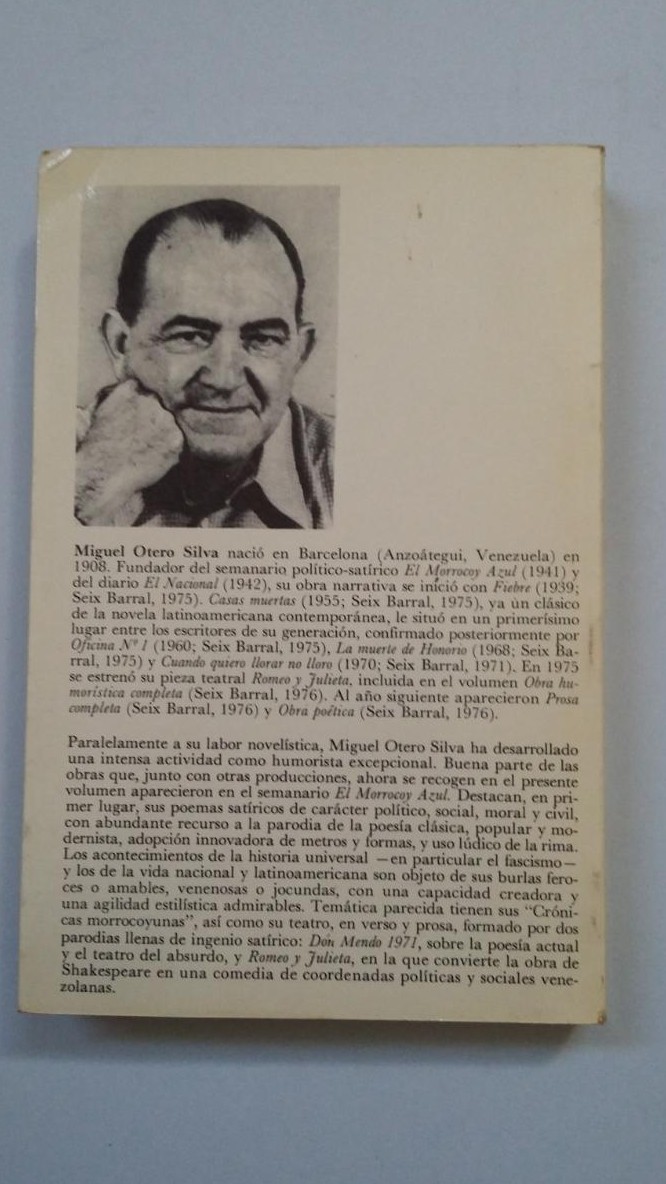 Miguel Otero Silva nació en Barcelona (Anzoátegui, Venezuela) en
1908. Fundador del semanario político-satírico El Morrocoy Azul (1941) y
del diario El Nacional (1942), su obra narrativa se inició con Fiebre (1939;
Seix Barral, 1975). Casas muertas (1955; Seix Barral, 1975), ya un clásico
de la novela latinoamericana contemporánea, le situó en un primerísimo
lugar entre los escritores de su generación, confirmado posteriormente por
Oficina Nº 1 (1960; Seix Barral, 1975), La muerte de Honorio (1968; Seix Ba-
rral, 1975) y Cuando quiero llorar no lloro (1970; Seix Barral, 1971). En 1975
se estrenó su pieza teatral Romeo y Julieta, incluida en el volumen Obra hu-
morística completa (Seix Barral, 1976). Al año siguiente aparecieron Prosa
completa (Seix Barral, 1976) y Obra poética (Seix Barral, 1976).
Paralelamente a su labor novelística, Miguel Otero Silva ha desarrollado
una intensa actividad como humorista excepcional. Buena parte de las
obras que, junto con otras producciones, ahora se recogen en el presente
volumen aparecieron en el semanario El Morrocoy Azul. Destacan, en pri-
mer lugar, sus poemas satíricos de carácter político, social, moral y civil,
con abundante recurso a la parodia de la poesía clásica, popular y mo-
dernista, adopción innovadora de metros y formas, y uso lúdico de la rima.
Los acontecimientos de la historia universal —en particular el fascismo—
y los de la vida nacional y latinoamericana son objeto de sus burlas fero-
ces o amables, venenosas o jocundas, con una capacidad creadora y
una agilidad estilística admirables. Temática parecida tienen sus "Cróni-
cas morrocoyunas", así como su teatro, en verso y prosa, formado por dos
parodias llenas de ingenio satírico: Don Mendo 1971, sobre la poesía actual
y el teatro del absurdo, y Romeo y Julieta, en la que convierte la obra de
Shakespeare en una comedia de coordenadas políticas y sociales vene-
zolanas.